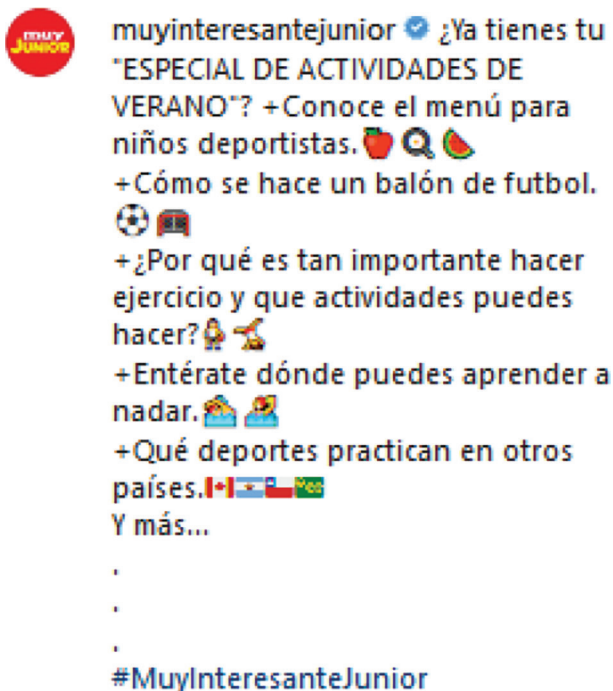 MUY
JUNIOR
muyinteresantejunior ¿Ya tienes tu
"ESPECIAL DE ACTIVIDADES DE
VERANO"? +Conoce el menú para
niños deportistas.🍎🍳🍉
+Cómo se hace un balón de futbol.
⚽🥅
+¿Por qué es tan importante hacer
ejercicio y que actividades puedes
hacer?
+Entérate dónde puedes aprender a
nadar.
+Qué deportes practican en otros
países.
Y más...
.
.
.
#MuyInteresanteJunior